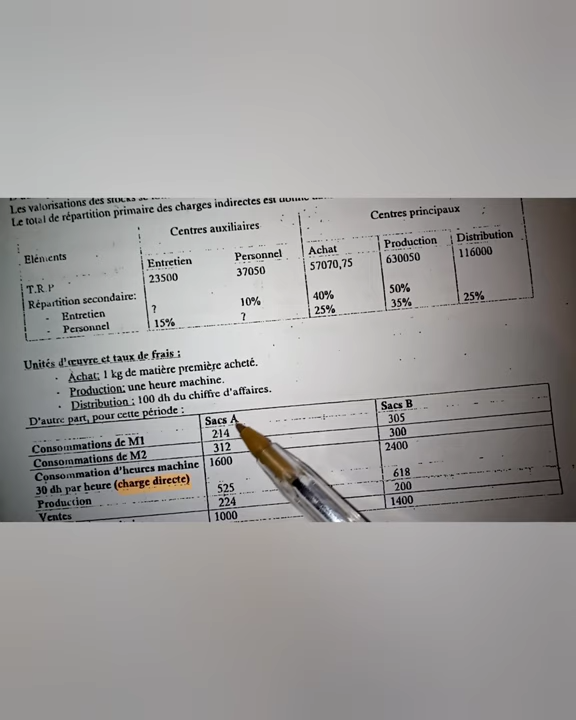 Les valorisations des stocks se
Le total de répartition primaire des charges indirectes est
Eléments Centres auxiliaires Centres principaux
Entretien Personnel Achat Production Distribution
T.R.P 23500 37050 57070,75 630050 116000
Répartition secondaire:
- Entretien ? 10% 40% 50%
- Personnel 15% ? 25% 35% 25%
Unités d'œuvre et taux de frais :
- Achat: 1 kg de matière première acheté.
- Production: une heure machine.
- Distribution : 100 dh du chiffre d'affaires.
D'autre part, pour cette période :
Sacs A Sacs B
Consommations de M1 214 305
Consommations de M2 312 300
Consommation d'heures machine 1600 2400
30 dh par heure (charge directe)
Production 525 618
Ventes 224 200
1000 1400